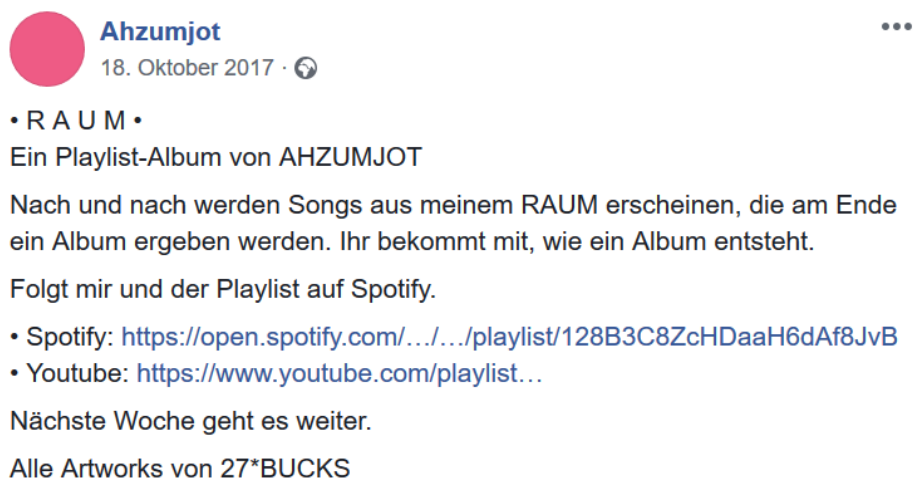 Ahzumjot
18. Oktober 2017 ·
• R A U M •
Ein Playlist-Album von AHZUMJOT
Nach und nach werden Songs aus meinem RAUM erscheinen, die am Ende
ein Album ergeben werden. Ihr bekommt mit, wie ein Album entsteht.
Folgt mir und der Playlist auf Spotify.
• Spotify: https://open.spotify.com/…/…/playlist/128B3C8ZcHDaaH6dAf8JvB
• Youtube: https://www.youtube.com/playlist…
Nächste Woche geht es weiter.
Alle Artworks von 27*BUCKS